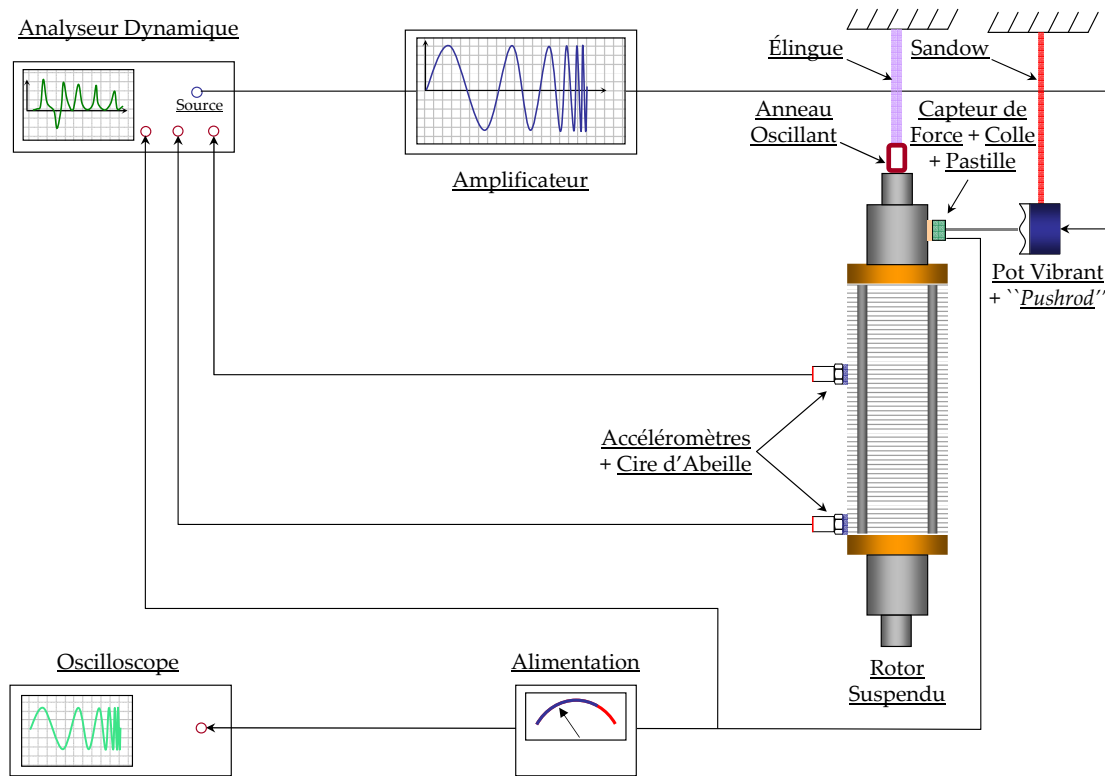 Analyseur Dynamique
Source
Amplificateur
Élingue
Sandow
Anneau
Oscillant
Capteur de
Force + Colle
+ Pastille
Pot Vibrant
+ ``Pushrod''
Accéléromètres
+ Cire d'Abeille
Oscilloscope
Alimentation
Rotor
Suspendu